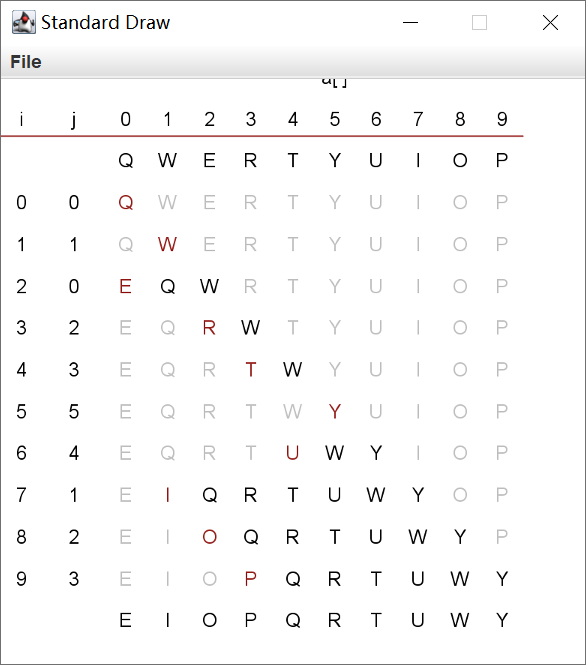 Standard Draw
File
a[ ]
i j 0 1 2 3 4 5 6 7 8 9
Q W E R T Y U I O P
0 0 Q W E R T Y U I O P
1 1 Q W E R T Y U I O P
2 0 E Q W R T Y U I O P
3 2 E Q R W T Y U I O P
4 3 E Q R T W Y U I O P
5 5 E Q R T W Y U I O P
6 4 E Q R T U W Y I O P
7 1 E I Q R T U W Y O P
8 2 E I O Q R T U W Y P
9 3 E I O P Q R T U W Y
E I O P Q R T U W Y